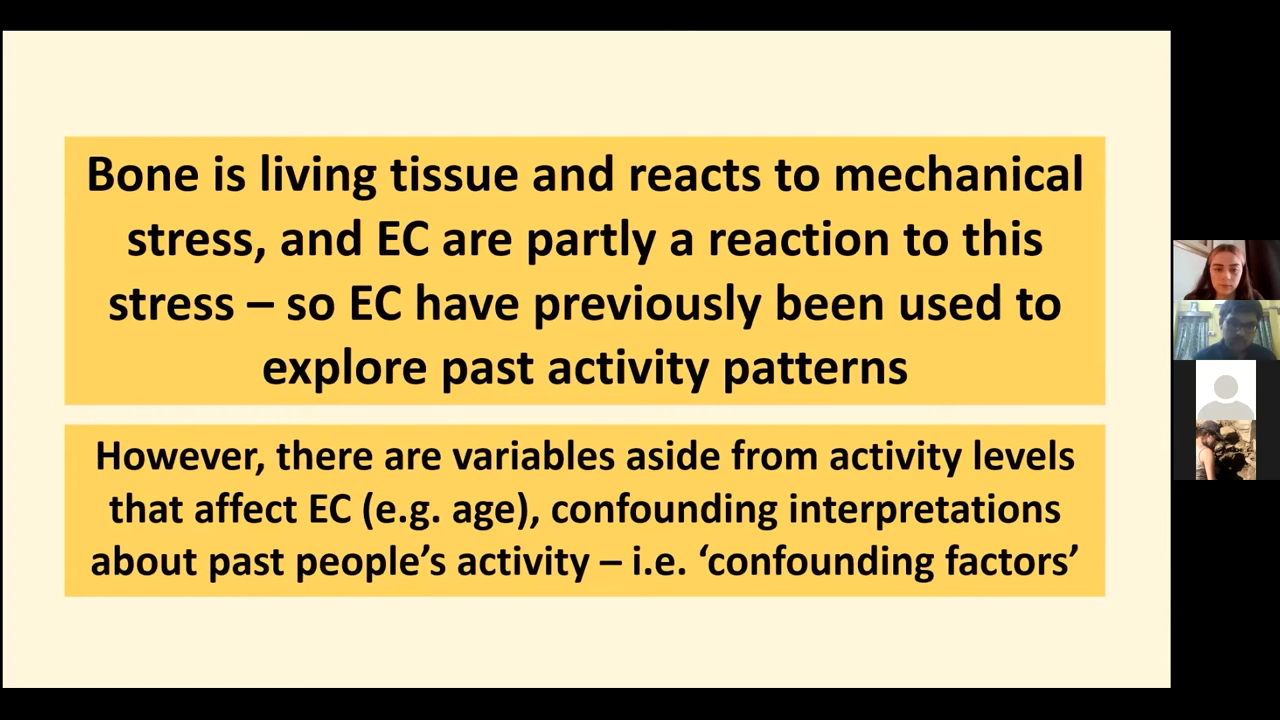 Bone is living tissue and reacts to mechanical
stress, and EC are partly a reaction to this
stress – so EC have previously been used to
explore past activity patterns
However, there are variables aside from activity levels
that affect EC (e.g. age), confounding interpretations
about past people’s activity – i.e. ‘confounding factors’